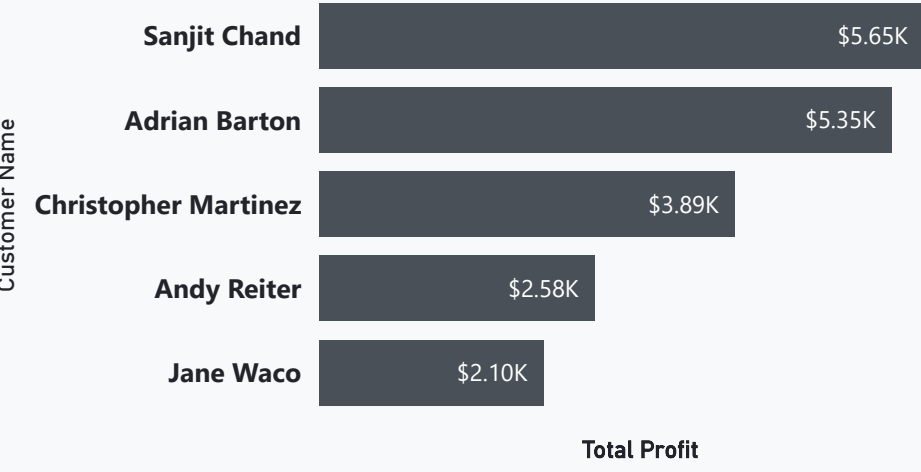 Customer Name
Sanjit Chand $5.65K
Adrian Barton $5.35K
Christopher Martinez $3.89K
Andy Reiter $2.58K
Jane Waco $2.10K
Total Profit